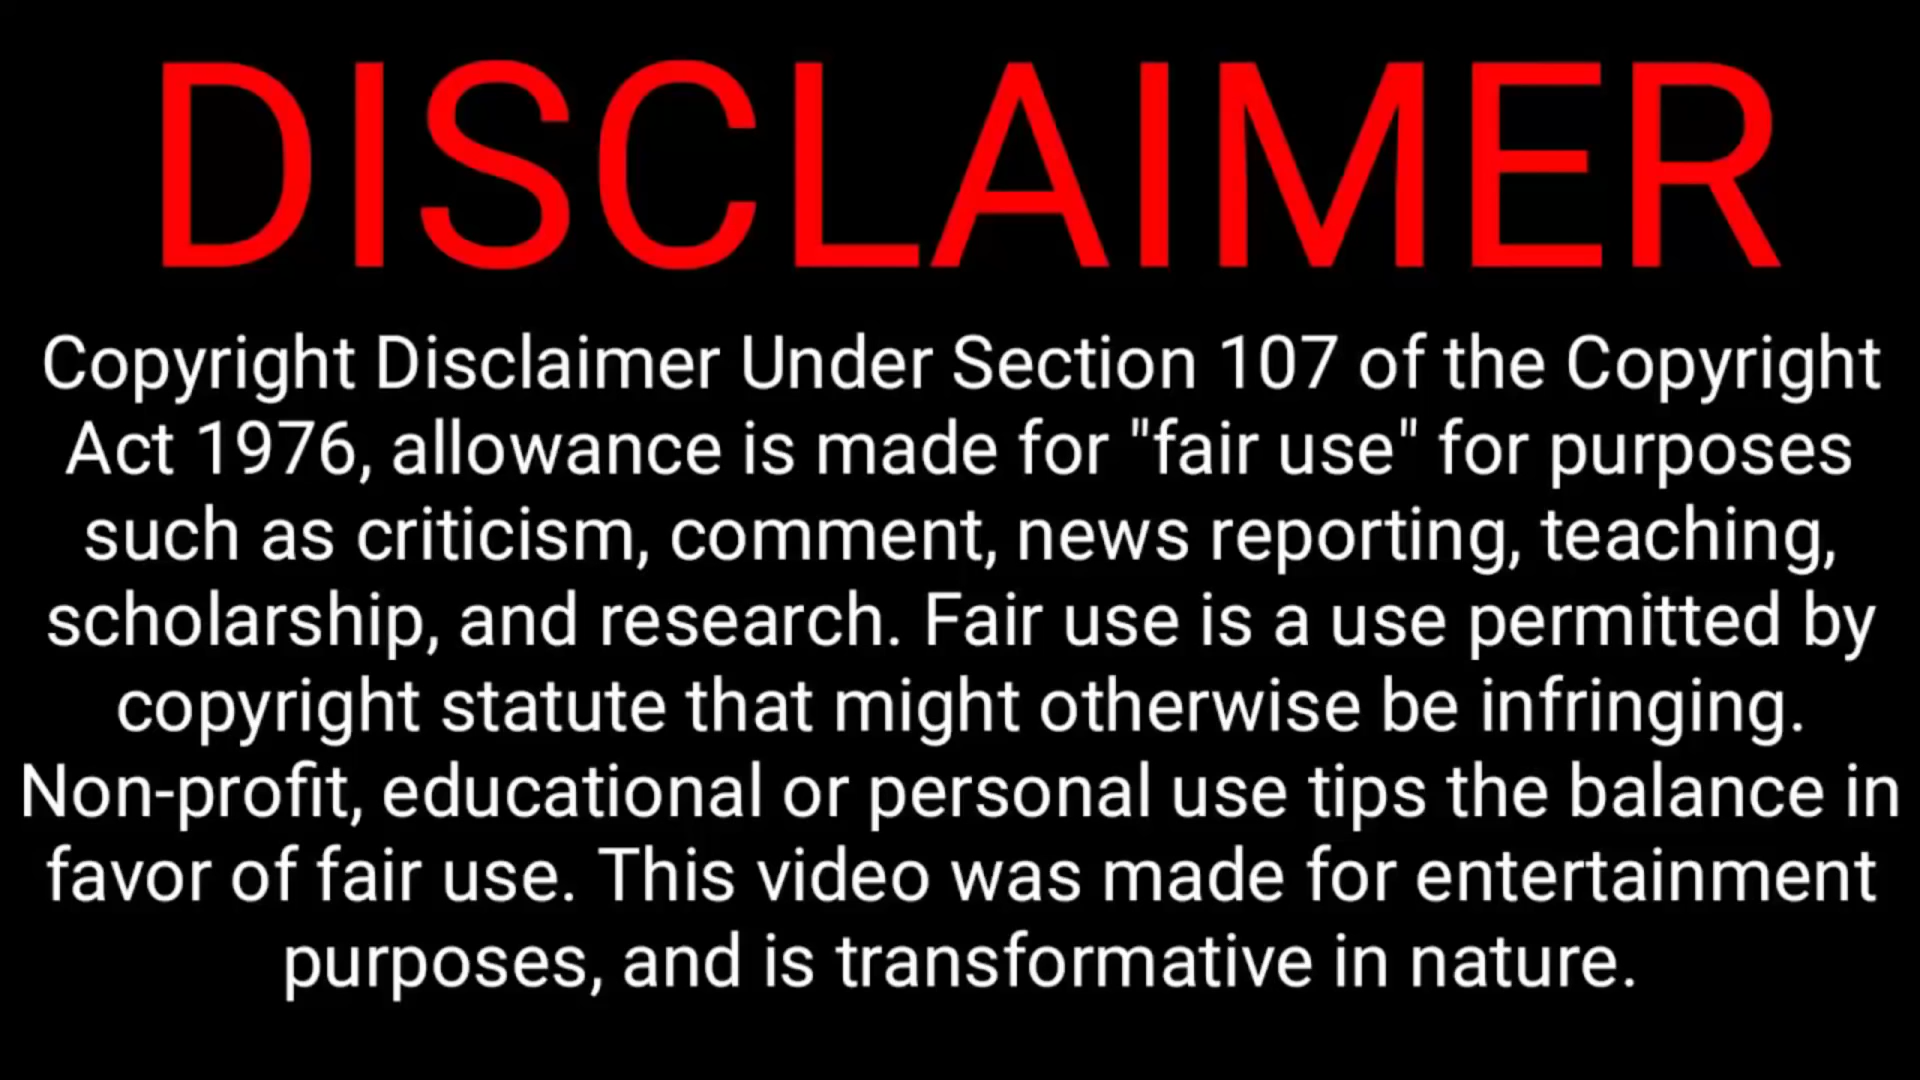 DISCLAIMER
Copyright Disclaimer Under Section 107 of the Copyright
Act 1976, allowance is made for "fair use" for purposes
such as criticism, comment, news reporting, teaching,
scholarship, and research. Fair use is a use permitted by
copyright statute that might otherwise be infringing.
Non-profit, educational or personal use tips the balance in
favor of fair use. This video was made for entertainment
purposes, and is transformative in nature.